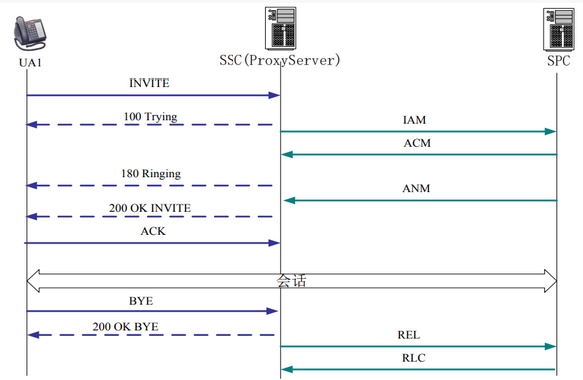 UA1
SSC(ProxyServer)
SPC
INVITE
100 Trying
IAM
ACM
180 Ringing
ANM
200 OK INVITE
ACK
会话
BYE
200 OK BYE
REL
RLC